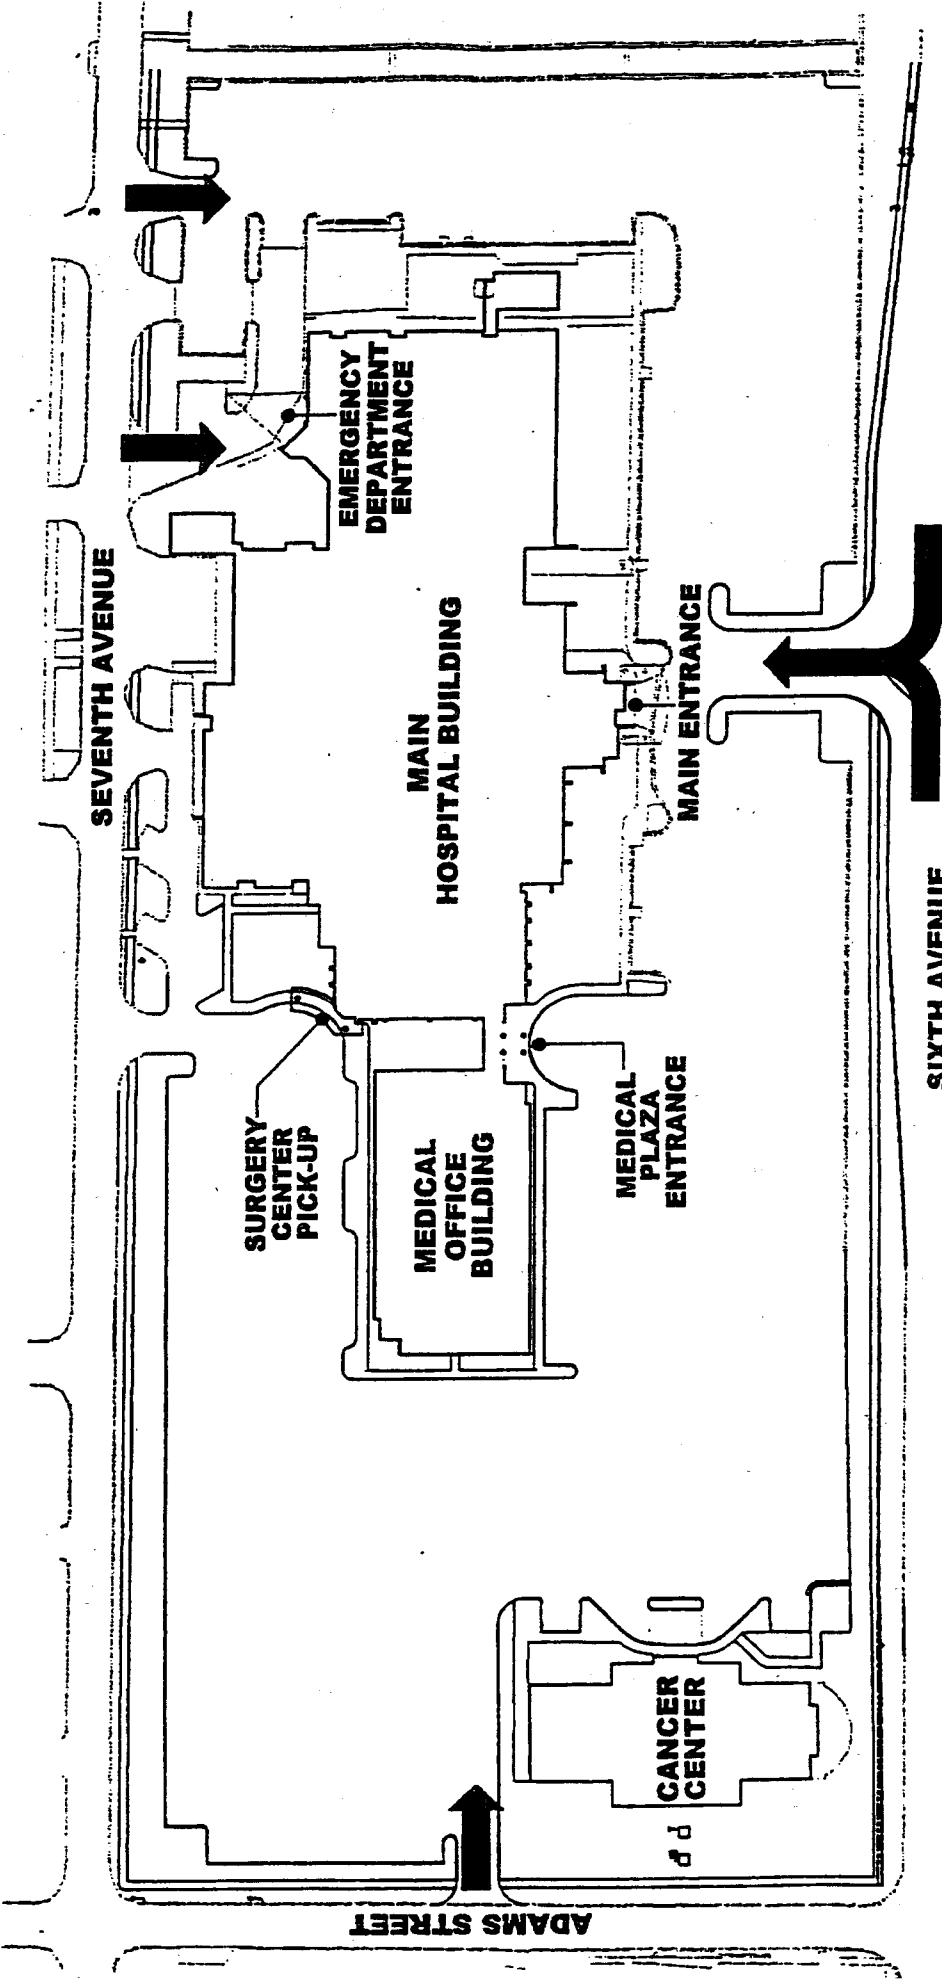 SEVENTH AVENUE
EMERGENCY
DEPARTMENT
ENTRANCE
MAIN
HOSPITAL BUILDING
MAIN ENTRANCE
SURGERY
CENTER
PICK-UP
MEDICAL
OFFICE
BUILDING
MEDICAL
PLAZA
ENTRANCE
SIXTH AVENUE
CANCER
CENTER
ADAMS STREET